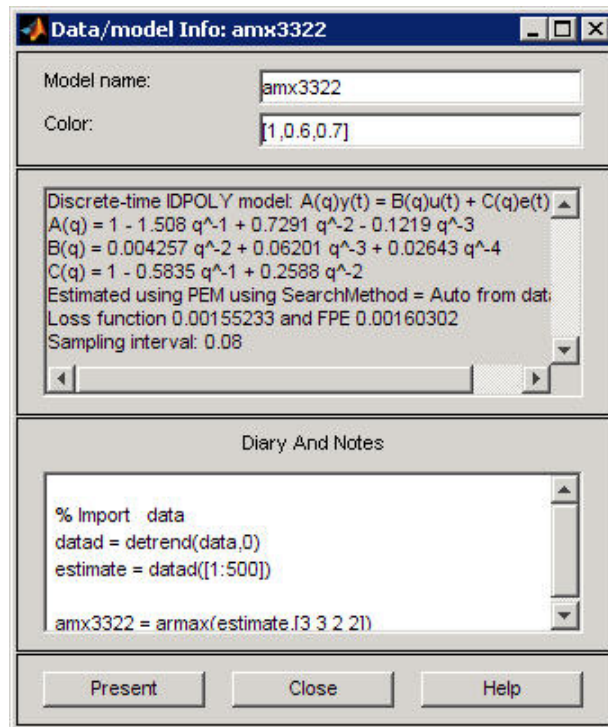 Data/model Info: amx3322
Model name:
amx3322
Color:
[1,0.6,0.7]
Discrete-time IDPOLY model: A(q)y(t) = B(q)u(t) + C(q)e(t)
A(q) = 1 - 1.508 q^-1 + 0.7291 q^-2 - 0.1219 q^-3
B(q) = 0.004257 q^-2 + 0.06201 q^-3 + 0.02643 q^-4
C(q) = 1 - 0.5835 q^-1 + 0.2588 q^-2
Estimated using PEM using SearchMethod = Auto from dat
Loss function 0.00155233 and FPE 0.00160302
Sampling interval: 0.08
Diary And Notes
% Import data
datad = detrend(data,0)
estimate = datad([1:500])
amx3322 = armax(estimate,[3 3 2 2])
Present
Close
Help